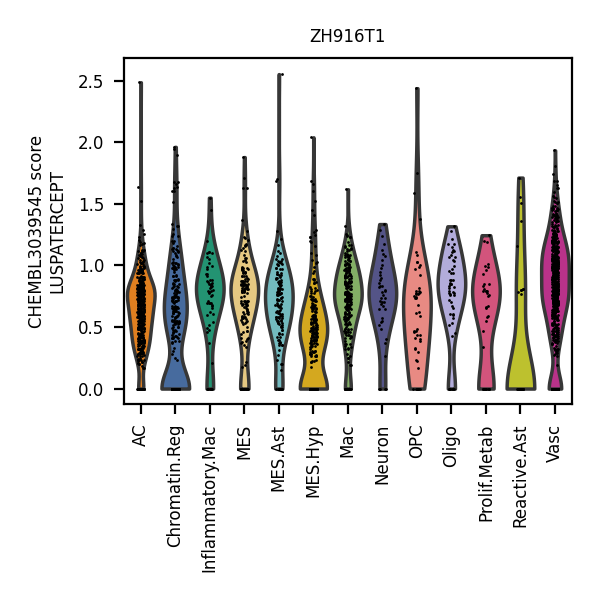 ZH916T1
CHEMBL3039545 score
LUSPATERCEPT
2.5
2.0
1.5
1.0
0.5
0.0
AC
Chromatin.Reg
Inflammatory.Mac
MES
MES.Ast
MES.Hyp
Mac
Neuron
OPC
Oligo
Prolif.Metab
Reactive.Ast
Vasc